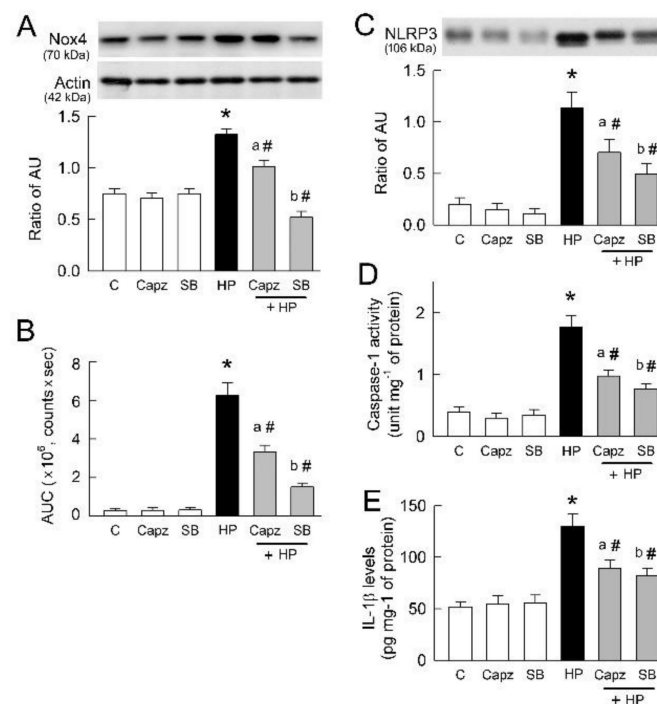 A
Nox4
(70 kDa)
Actin
(42 kDa)
Ratio of AU
1.5
1.0
0.5
0.0
*
a #
b #
C Capz SB HP Capz SB
+ HP
B
AUC ( x10⁶, counts x sec)
8
6
4
2
0
*
a #
b #
C Capz SB HP Capz SB
+ HP
C
NLRP3
(106 kDa)
Ratio of AU
1.5
1.0
0.5
0.0
*
a #
b #
C Capz SB HP Capz SB
+ HP
D
Caspase-1 activity
(unit mg⁻¹ of protein)
2
1
0
*
a #
b #
C Capz SB HP Capz SB
+ HP
E
IL-1β levels
(pg mg-1 of protein)
150
100
50
0
*
a #
b #
C Capz SB HP Capz SB
+ HP